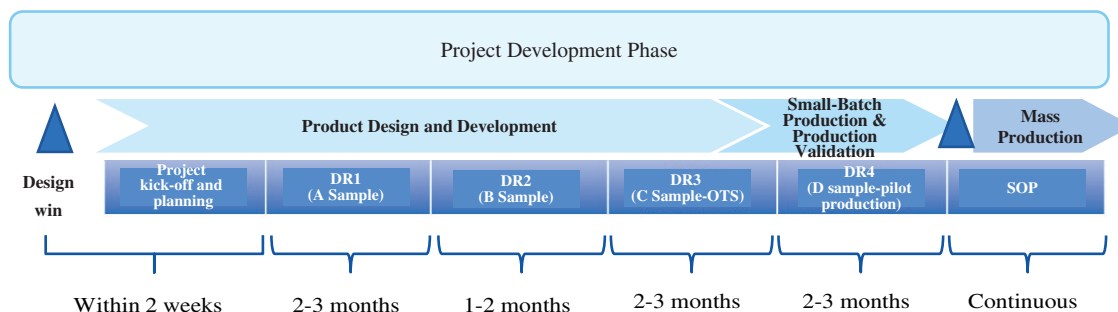 Project Development Phase
Product Design and Development
Small-Batch
Production &
Production
Validation
Mass
Production
Design
win
Project
kick-off and
planning
DR1
(A Sample)
DR2
(B Sample)
DR3
(C Sample-OTS)
DR4
(D sample-pilot
production)
SOP
Within 2 weeks
2-3 months
1-2 months
2-3 months
2-3 months
Continuous